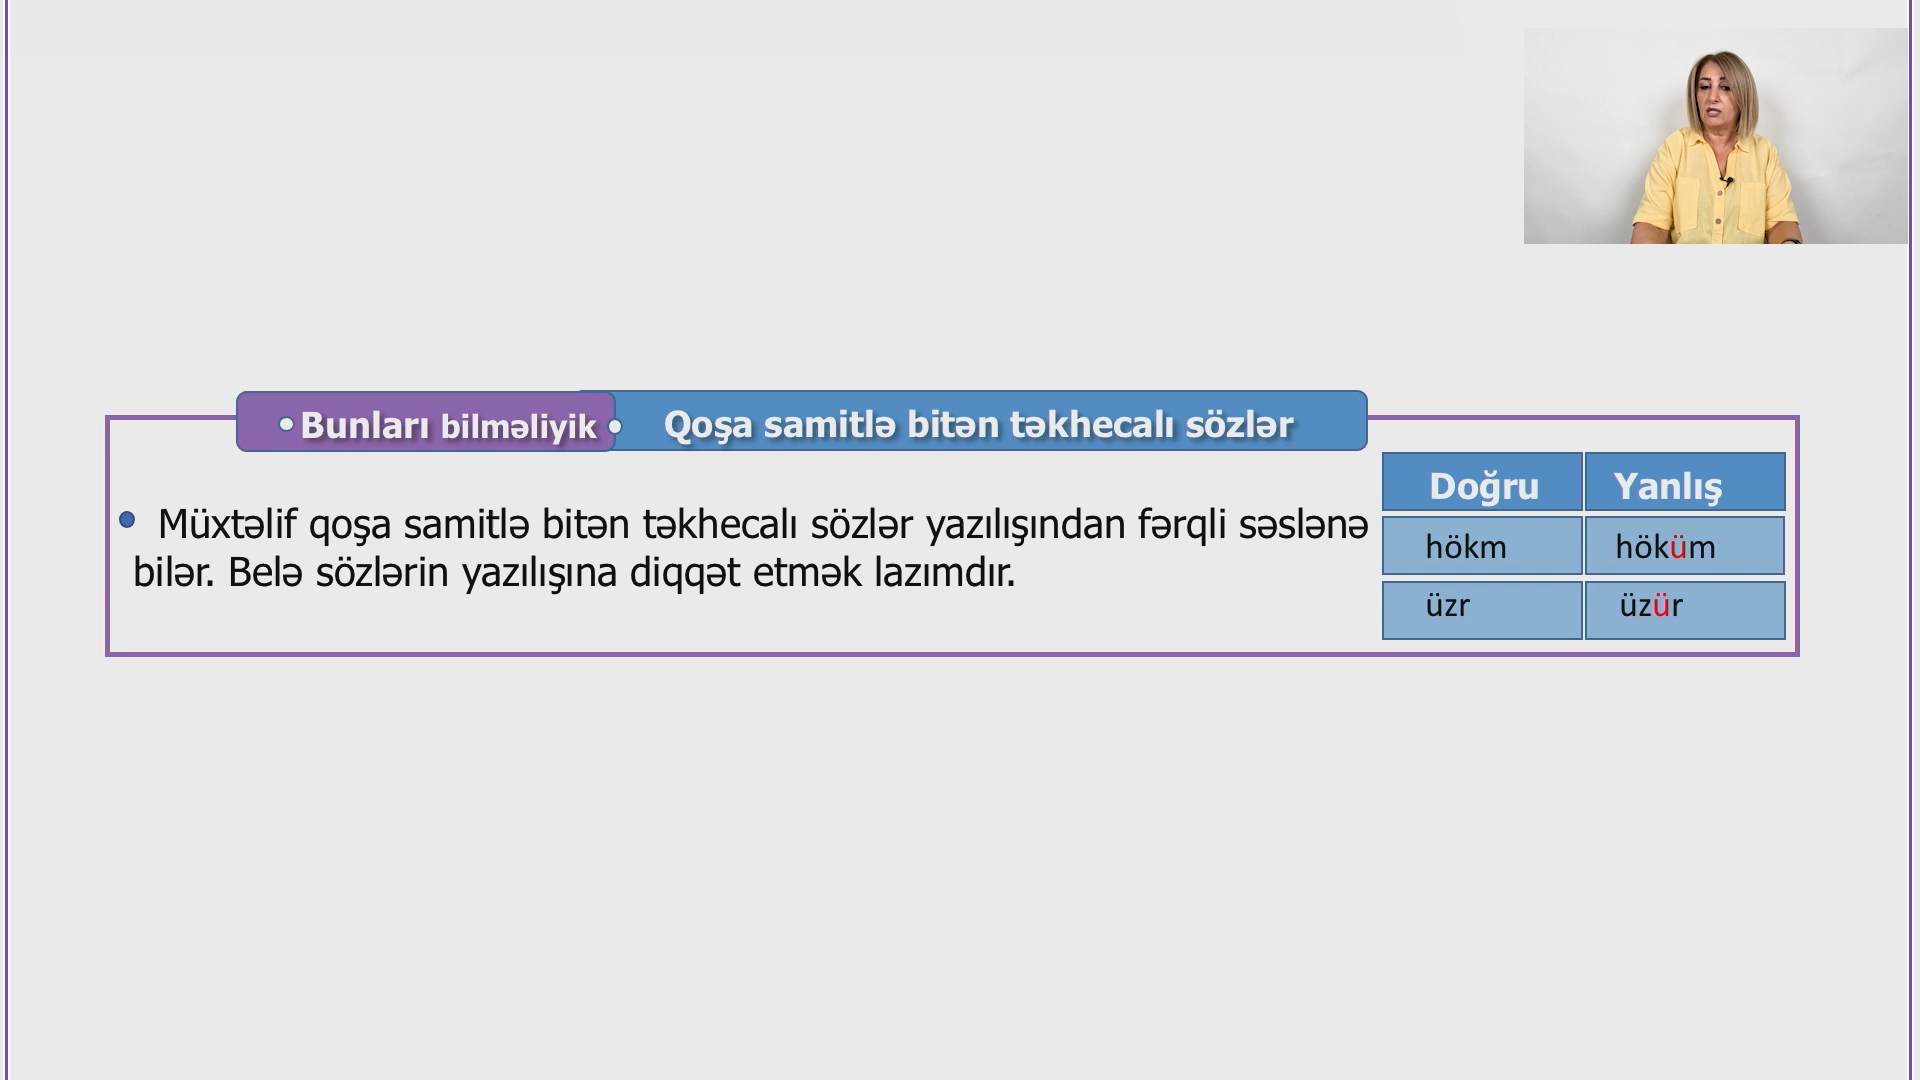 Bunları bilməliyik
Qoşa samitlə bitən təkhecalı sözlər
Müxtəlif qoşa samitlə bitən təkhecalı sözlər yazılışından fərqli səslənə
bilər. Belə sözlərin yazılışına diqqət etmək lazımdır.
Doğru Yanlış
hökm höküm
üzr üzür